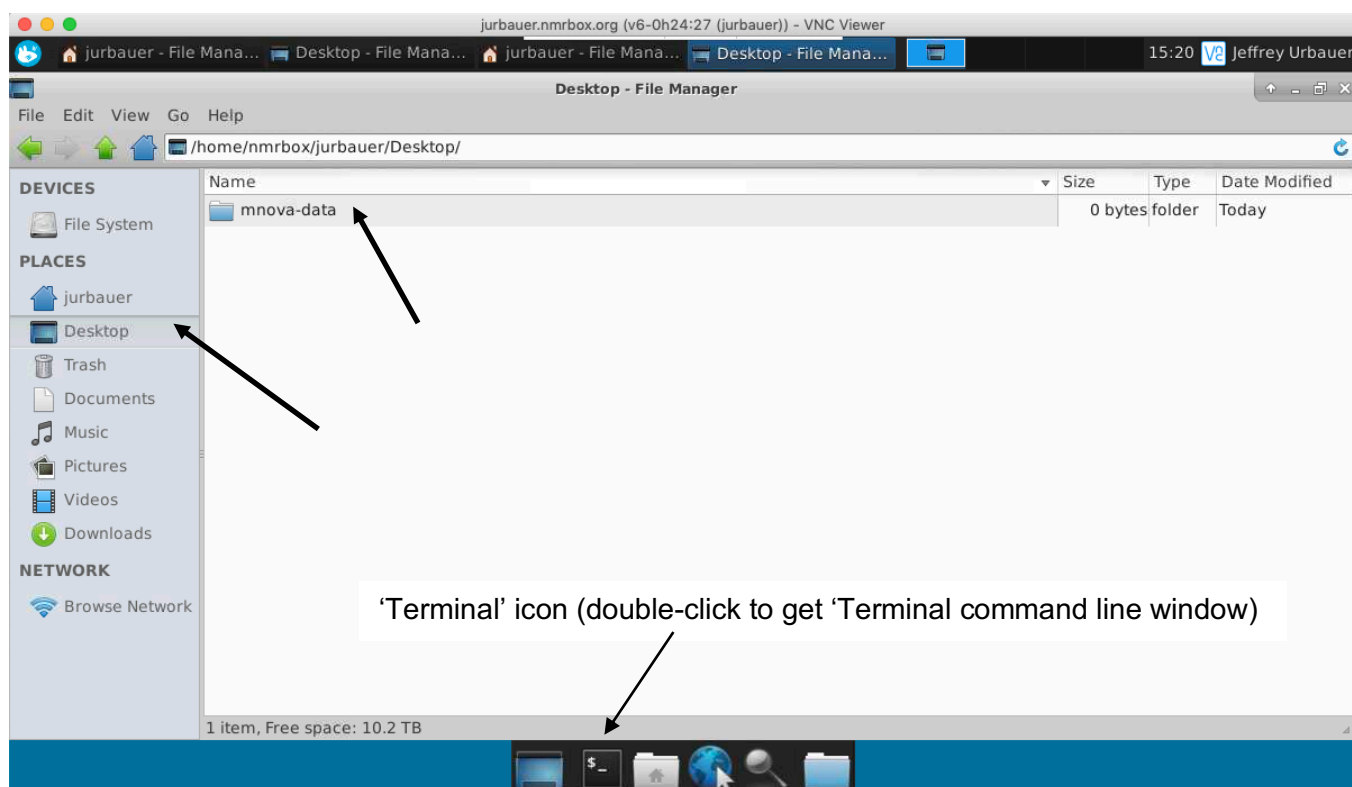 jurbauer.nmrbox.org (v6-0h24:27 (jurbauer)) - VNC Viewer
jurbauer - File Mana... Desktop - File Mana... jurbauer - File Mana... Desktop - File Mana... 15:20 V2 Jeffrey Urbauer
Desktop - File Manager
File Edit View Go Help
/home/nmrbox/jurbauer/Desktop/
DEVICES
Name Size Type Date Modified
mnova-data 0 bytes folder Today
File System
PLACES
jurbauer
Desktop
Trash
Documents
Music
Pictures
Videos
Downloads
NETWORK
Browse Network
‘Terminal’ icon (double-click to get ‘Terminal command line window)
1 item, Free space: 10.2 TB
$_